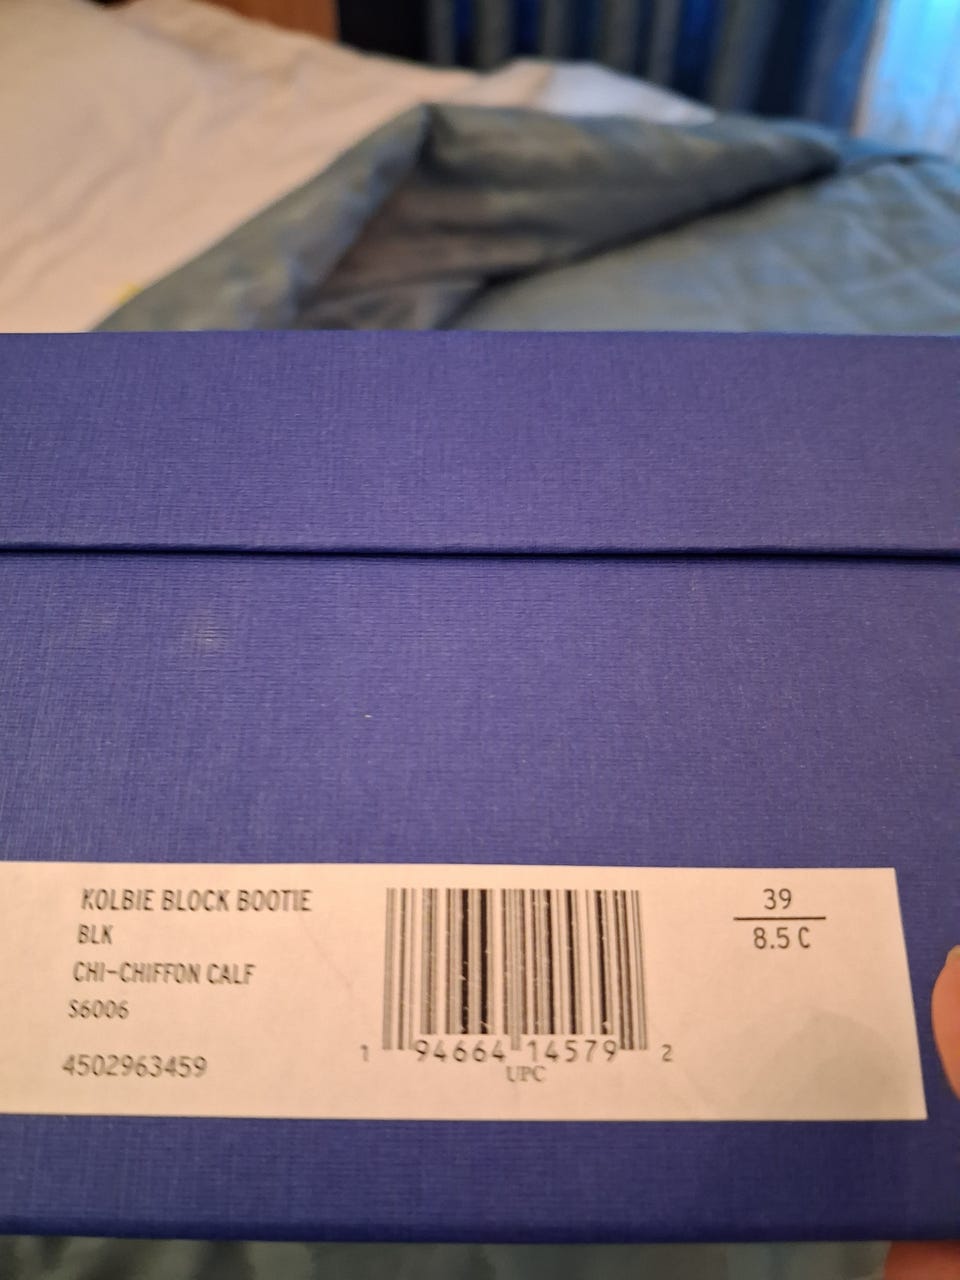 KOLBIE BLOCK BOOTIE
BLK
CHI-CHIFFON CALF
S6006
4502963459
1 94664 14579 2
UPC
39
8.5 C